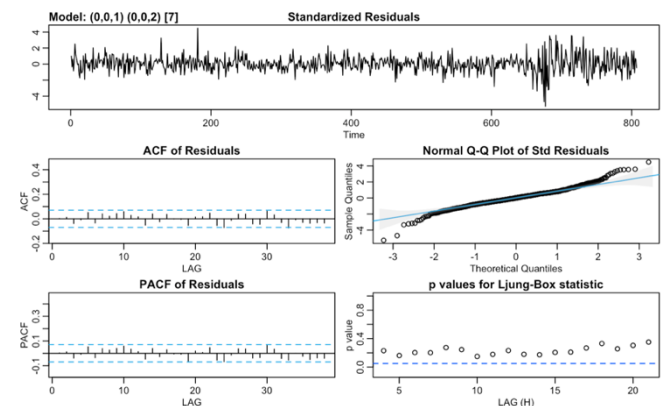 Model: (0,0,1) (0,0,2) [7]
Standardized Residuals
4
2
0
-4
0 200 400 600 800
Time
ACF of Residuals
ACF
0.4
0.2
0.0
-0.2
0 10 20 30
LAG
Normal Q-Q Plot of Std Residuals
Sample Quantiles
4
2
0
-4
-3 -2 -1 0 1 2 3
Theoretical Quantiles
PACF of Residuals
PACF
0.3
0.1
-0.1
0 10 20 30
LAG
p values for Ljung-Box statistic
p value
0.8
0.4
0.0
5 10 15 20
LAG (H)